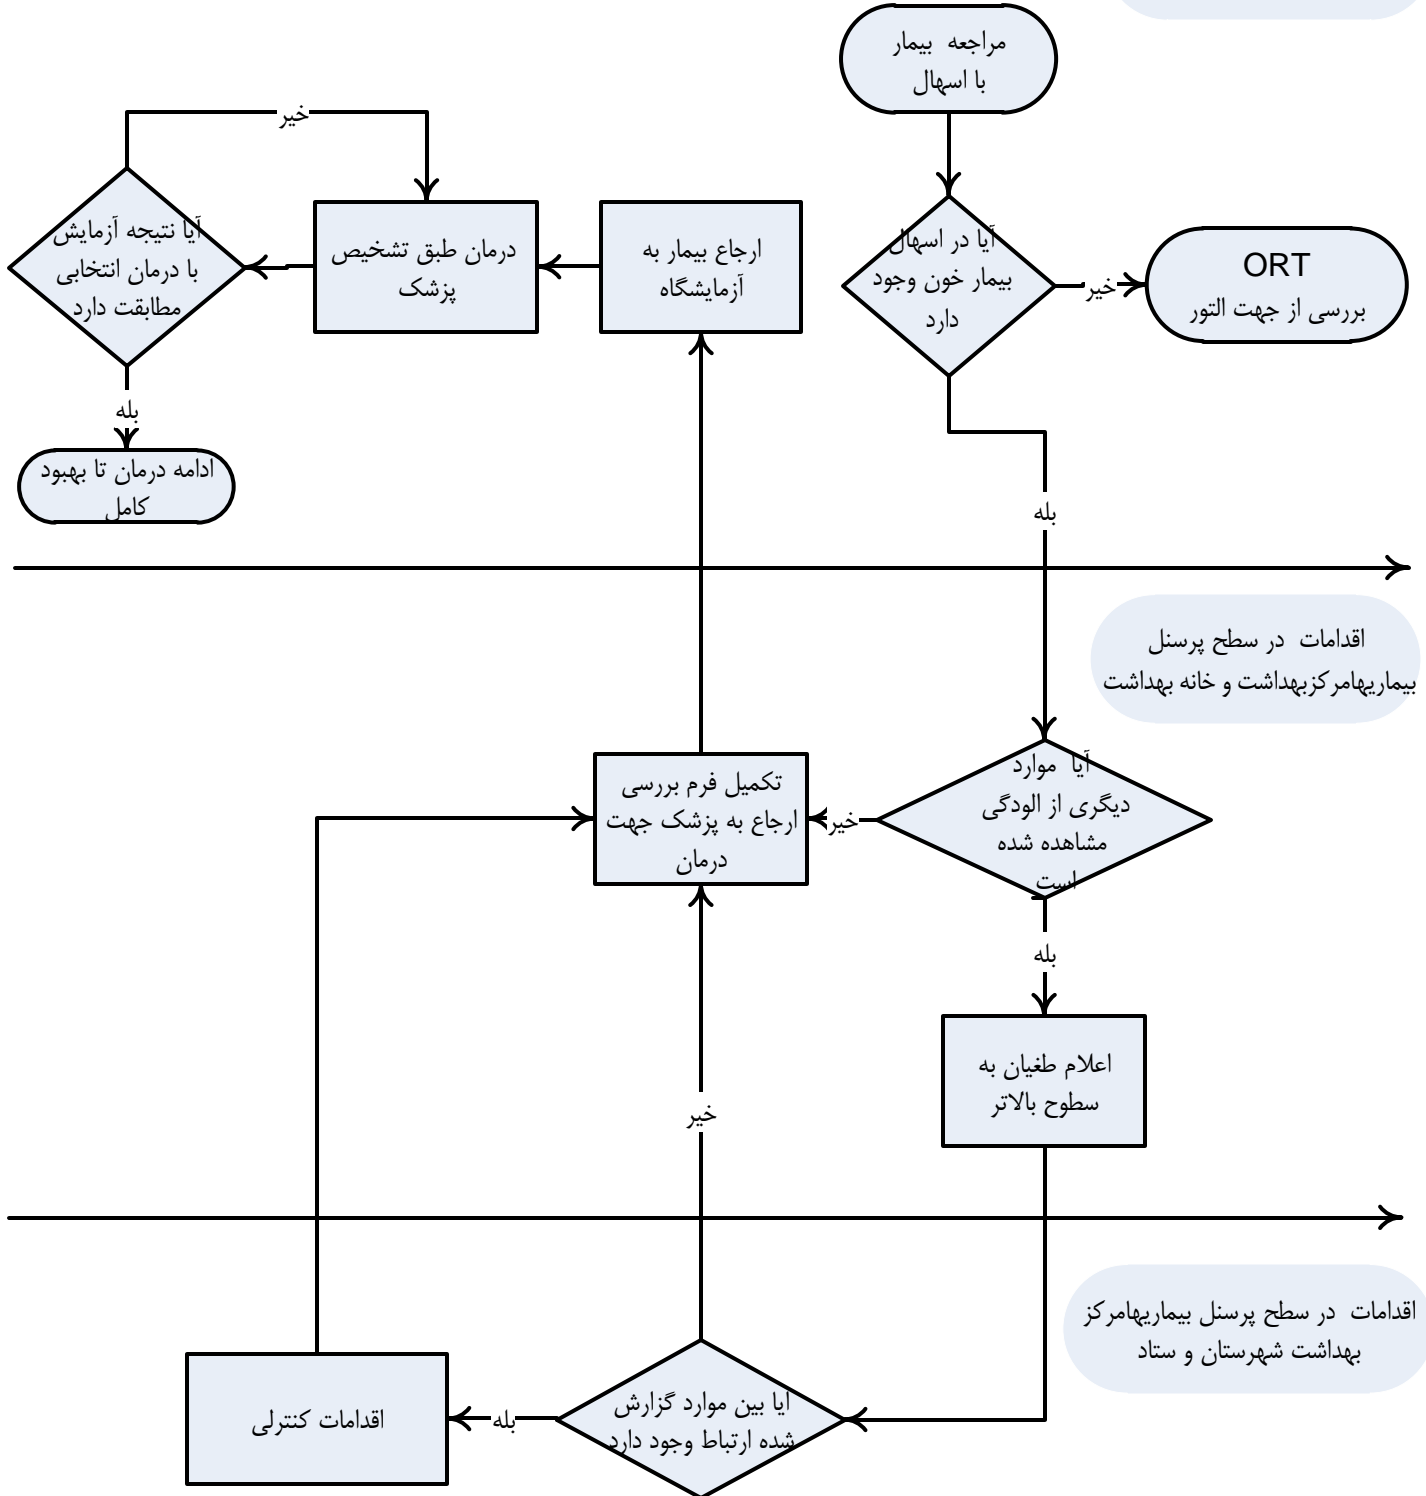 مراجعه بیمار
با اسهال
آیا در اسهال
بیمار خون وجود
دارد
خیر
ORT
بررسی از جهت التور
بله
ارجاع بیمار به
آزمایشگاه
درمان طبق تشخیص
پزشک
آیا نتیجه آزمایش
با درمان انتخابی
مطابقت دارد
خیر
بله
ادامه درمان تا بهبود
کامل
اقدامات در سطح پرسنل
بیماریهامرکزبهداشت و خانه بهداشت
آیا موارد
دیگری از الودگی
مشاهده شده
است
خیر
تکمیل فرم بررسی
ارجاع به پزشک جهت
درمان
بله
اعلام طغیان به
سطوح بالاتر
خیر
اقدامات در سطح پرسنل بیماریهامرکز
بهداشت شهرستان و ستاد
ایا بین موارد گزارش
شده ارتباط وجود دارد
بله
اقدامات کنترلی